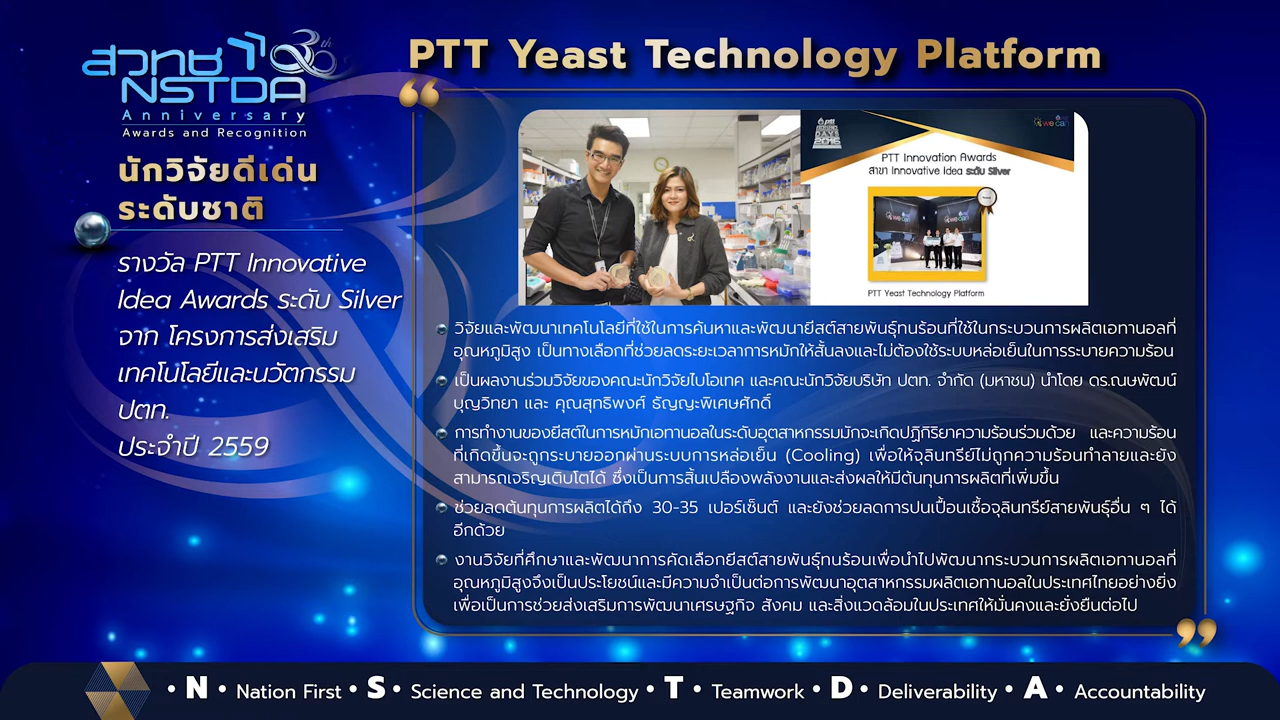 สวทช
NSTDA
30th
Anniversary
Awards and Recognition
นักวิจัยดีเด่น
ระดับชาติ
รางวัล PTT Innovative
Idea Awards ระดับ Silver
จาก โครงการส่งเสริม
เทคโนโลยีและนวัตกรรม
ปตท.
ประจำปี 2559
PTT Yeast Technology Platform
ptt
2016
we can
PTT Innovation Awards
สาขา Innovative Idea ระดับ Silver
PTT Yeast Technology Platform
วิจัยและพัฒนาเทคโนโลยีที่ใช้ในการค้นหาและพัฒนายีสต์สายพันธุ์ทนร้อนที่ใช้ในกระบวนการผลิตเอทานอลที่
อุณหภูมิสูง เป็นทางเลือกที่ช่วยลดระยะเวลาการหมักให้สั้นลงและไม่ต้องใช้ระบบหล่อเย็นในการระบายความร้อน
เป็นผลงานร่วมวิจัยของคณะนักวิจัยไบโอเทค และคณะนักวิจัยบริษัท ปตท. จำกัด (มหาชน) นำโดย ดร.ณษพัฒน์
บุญวิทยา และ คุณสุทธิพงศ์ ธัญญะพิเศษศักดิ์
การทำงานของยีสต์ในการหมักเอทานอลในระดับอุตสาหกรรมมักจะเกิดปฏิกิริยาความร้อนร่วมด้วย และความร้อน
ที่เกิดขึ้นจะถูกระบายออกผ่านระบบการหล่อเย็น (Cooling) เพื่อให้จุลินทรีย์ไม่ถูกความร้อนทำลายและยัง
สามารถเจริญเติบโตได้ ซึ่งเป็นการสิ้นเปลืองพลังงานและส่งผลให้มีต้นทุนการผลิตที่เพิ่มขึ้น
ช่วยลดต้นทุนการผลิตได้ถึง 30-35 เปอร์เซ็นต์ และยังช่วยลดการปนเปื้อนเชื้อจุลินทรีย์สายพันธุ์อื่น ๆ ได้
อีกด้วย
งานวิจัยที่ศึกษาและพัฒนาการคัดเลือกยีสต์สายพันธุ์ทนร้อนเพื่อนำไปพัฒนากระบวนการผลิตเอทานอลที่
อุณหภูมิสูงจึงเป็นประโยชน์และมีความจำเป็นต่อการพัฒนาอุตสาหกรรมผลิตเอทานอลในประเทศไทยอย่างยิ่ง
เพื่อเป็นการช่วยส่งเสริมการพัฒนาเศรษฐกิจ สังคม และสิ่งแวดล้อมในประเทศให้มั่นคงและยั่งยืนต่อไป
• N • Nation First • S • Science and Technology • T • Teamwork • D • Deliverability • A • Accountability